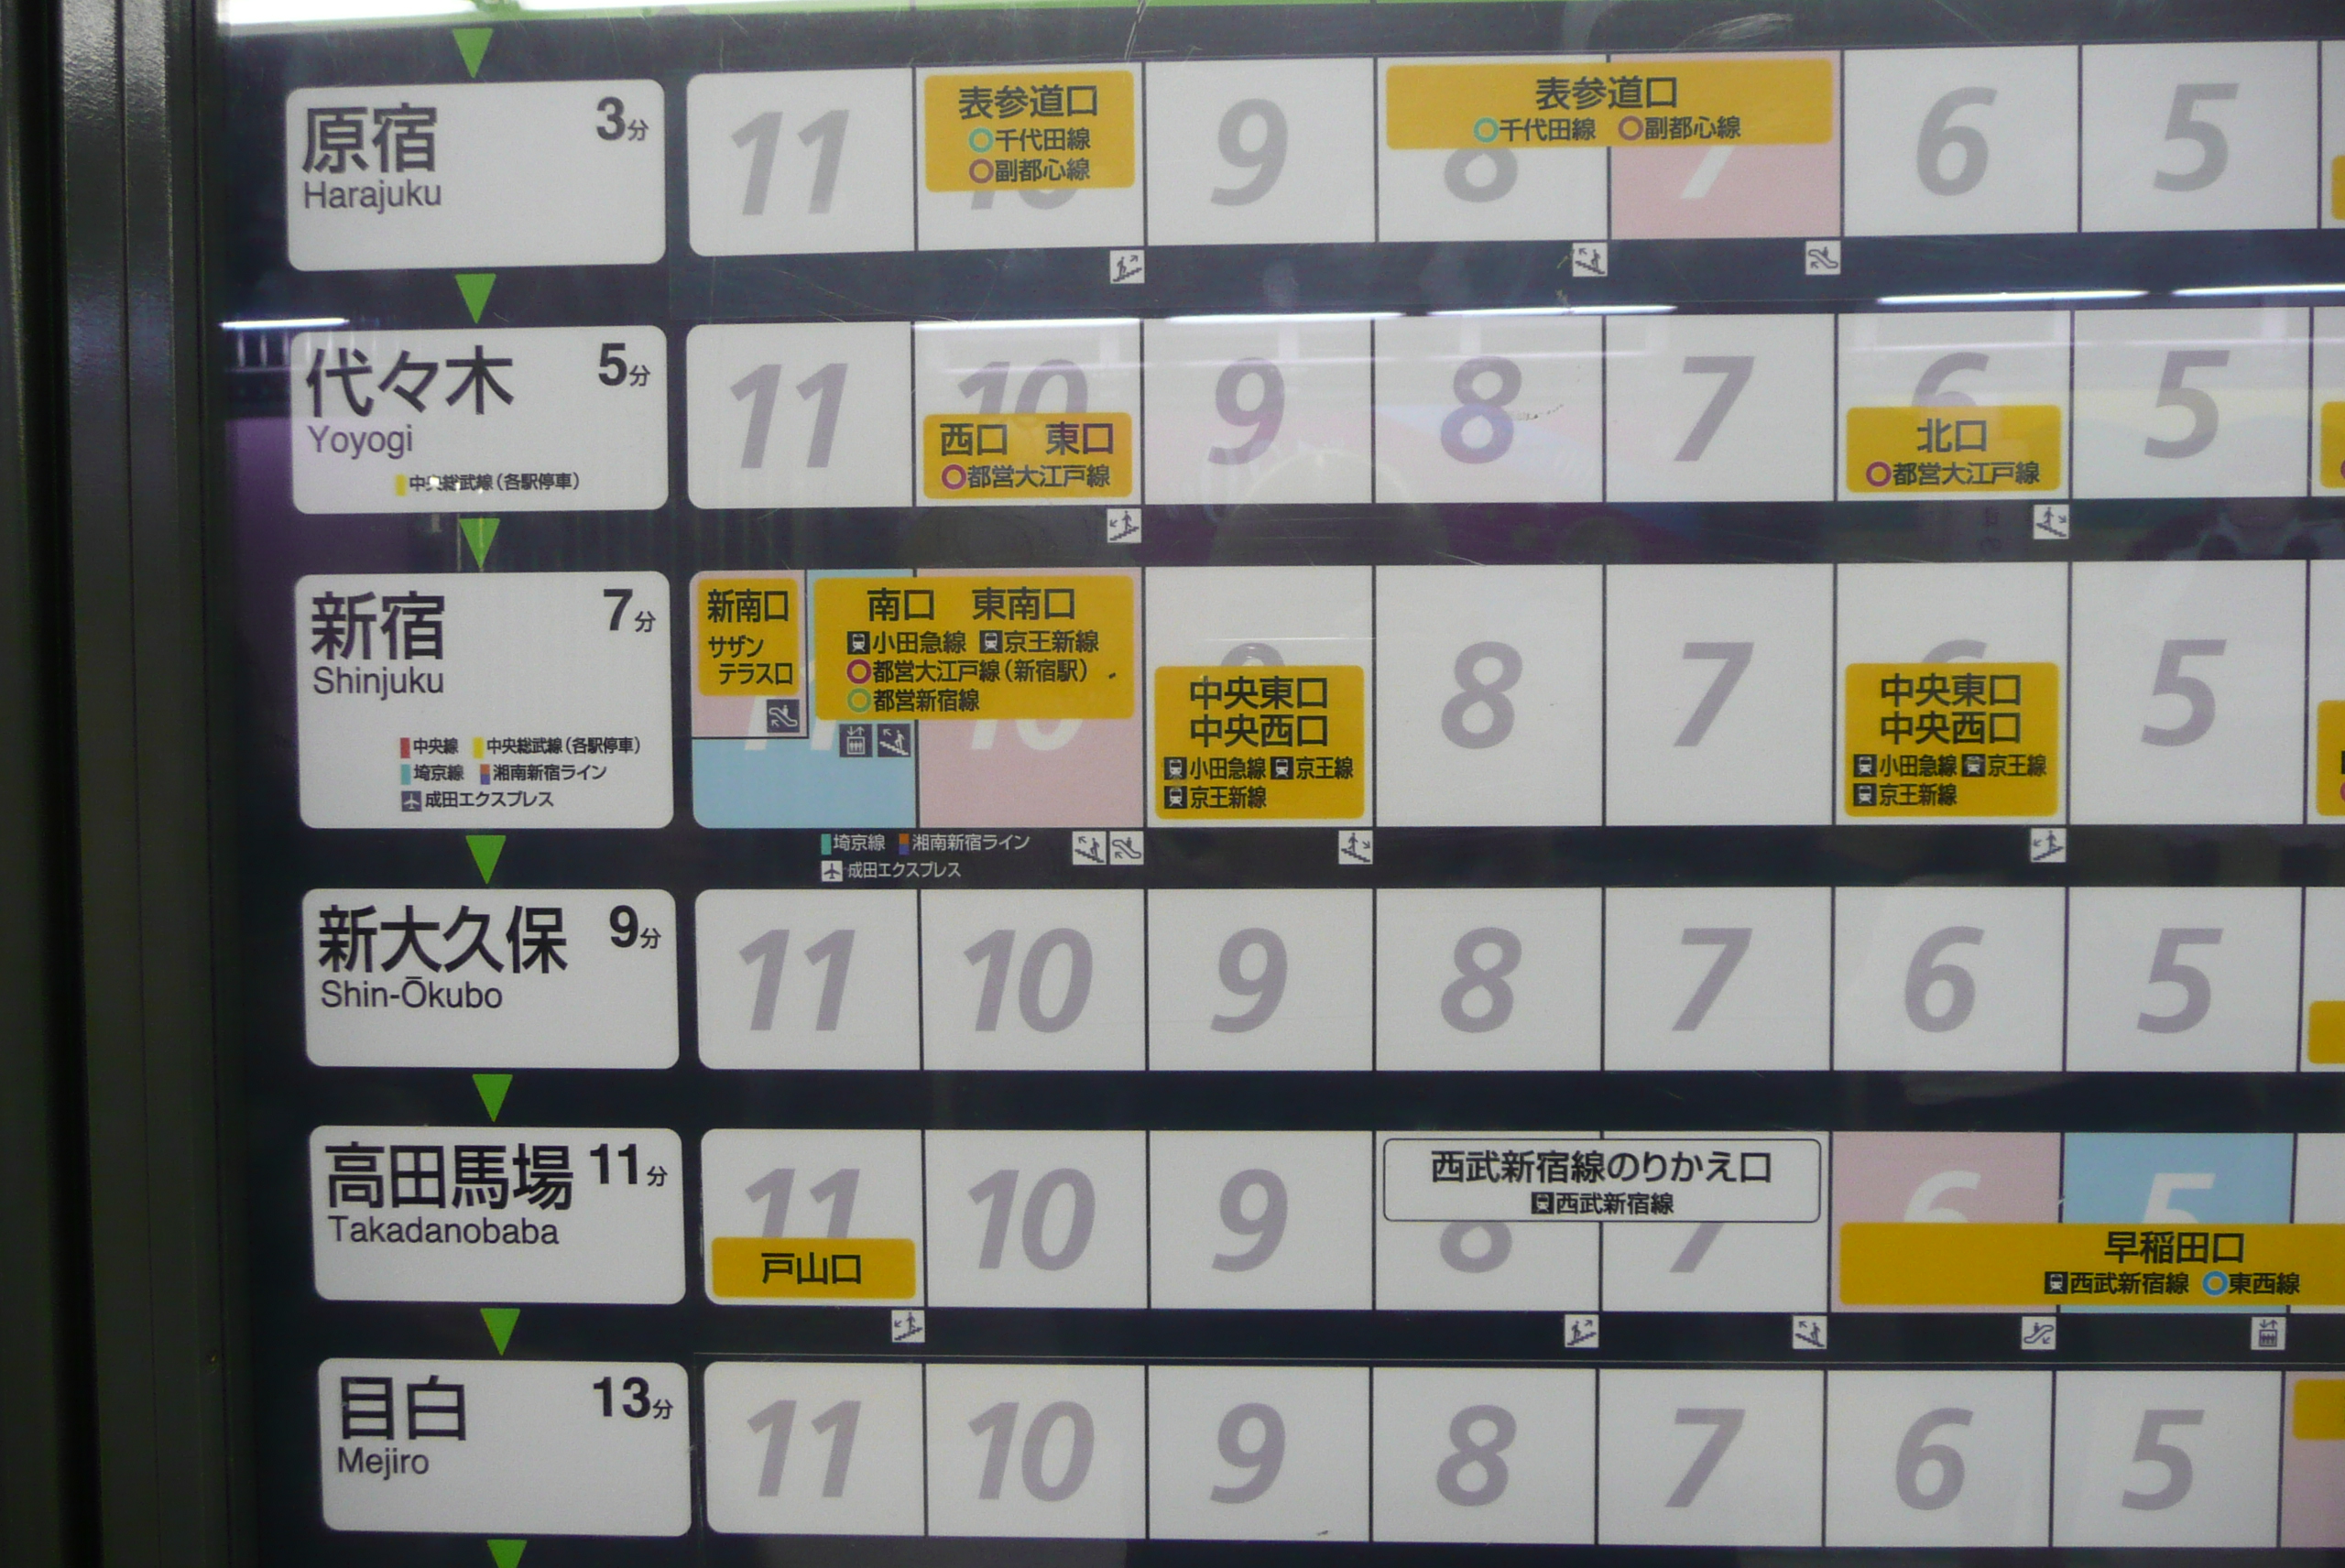 原宿 3分
Harajuku
11
表参道口
千代田線
副都心線
10
9
表参道口
千代田線 副都心線
8
7
6
5
代々木 5分
Yoyogi
中央総武線(各駅停車)
11
10
西口 東口
都営大江戸線
9
8
7
6
北口
都営大江戸線
5
新宿 7分
Shinjuku
中央線 中央総武線(各駅停車)
埼京線 湘南新宿ライン
成田エクスプレス
新南口
サザン
テラス口
11
南口 東南口
小田急線 京王新線
都営大江戸線(新宿駅)
都営新宿線
10
埼京線 湘南新宿ライン
成田エクスプレス
9
中央東口
中央西口
小田急線 京王線
京王新線
8
7
6
中央東口
中央西口
小田急線 京王線
京王新線
5
新大久保 9分
Shin-Ōkubo
11
10
9
8
7
6
5
高田馬場 11分
Takadanobaba
11
戸山口
10
9
西武新宿線のりかえ口
西武新宿線
8
7
6
5
早稲田口
西武新宿線 東西線
目白 13分
Mejiro
11
10
9
8
7
6
5